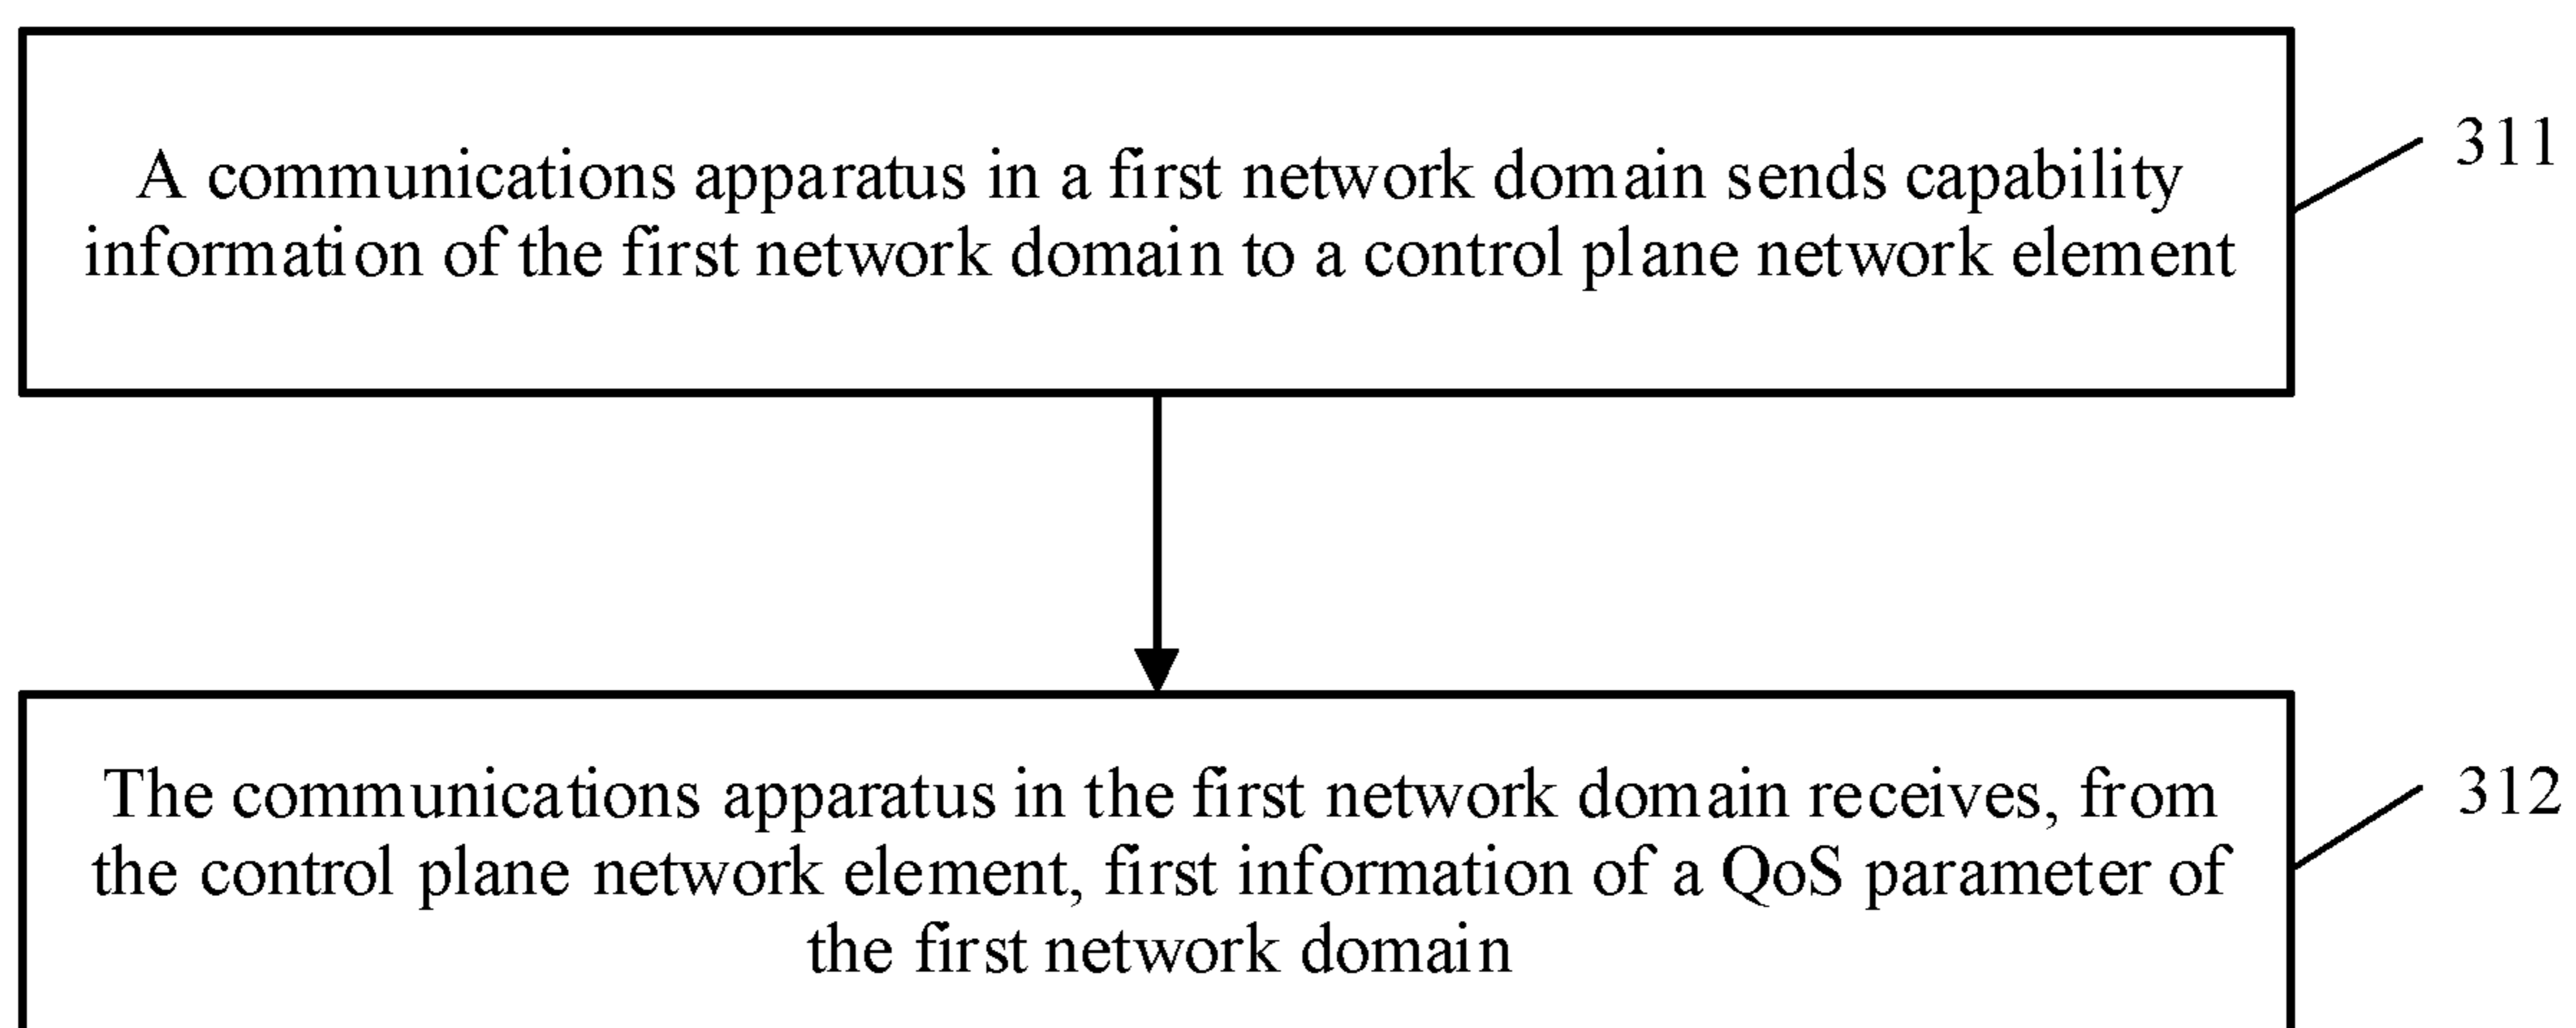 A communications apparatus in a first network domain sends capability
information of the first network domain to a control plane network element
311
The communications apparatus in the first network domain receives, from
the control plane network element, first information of a QoS parameter of
the first network domain
312